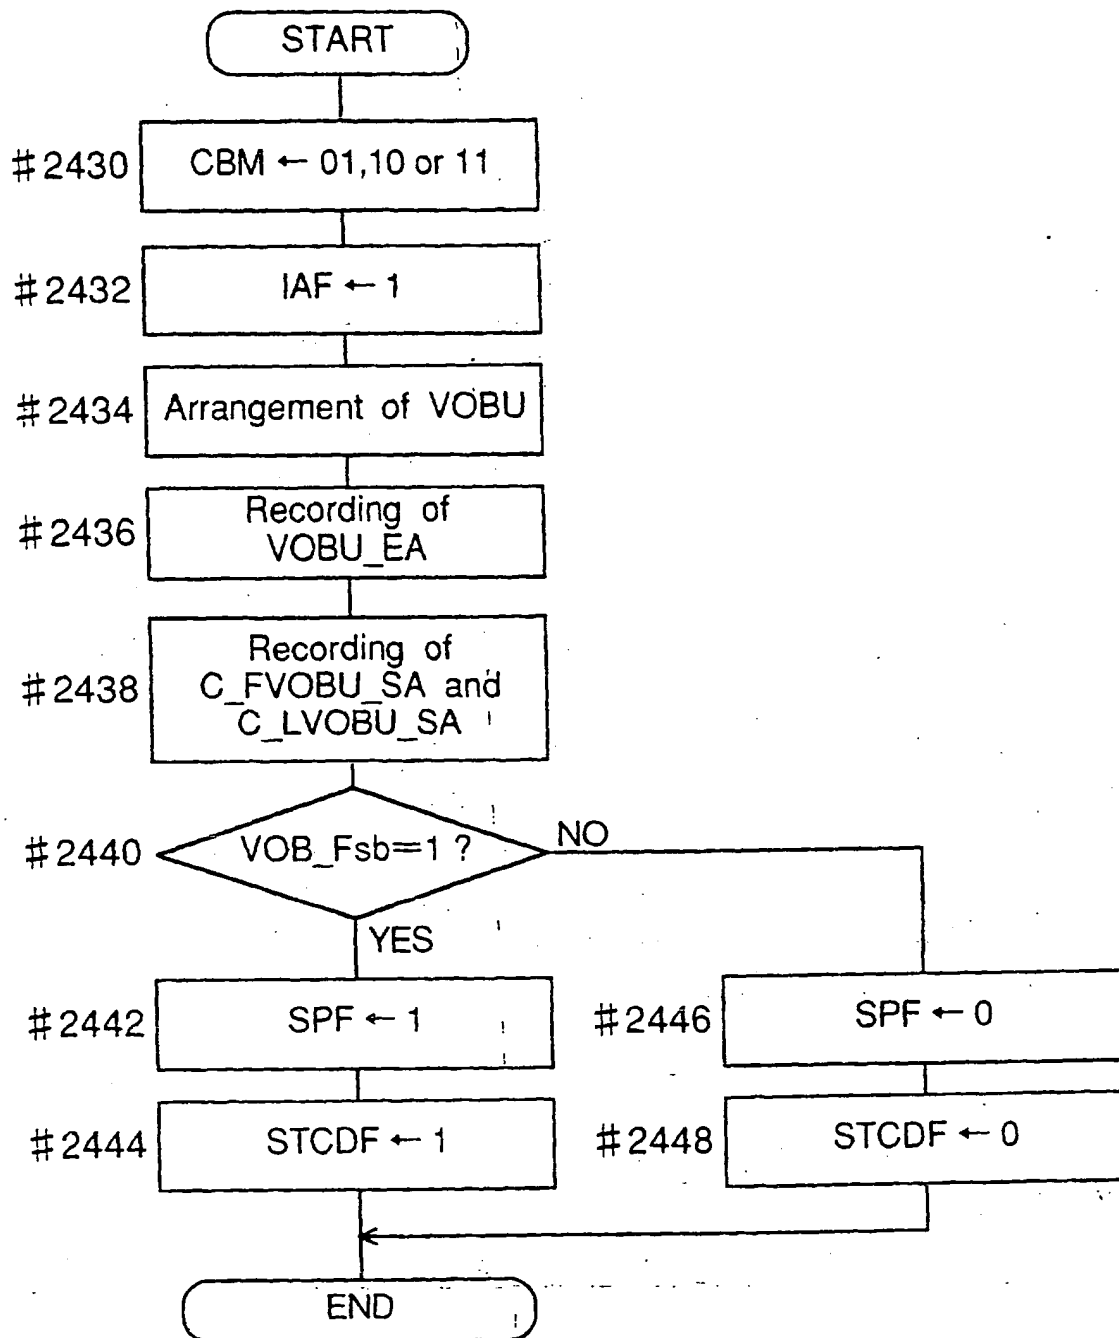 START
#2430
CBM ← 01,10 or 11
#2432
IAF ← 1
#2434
Arrangement of VOBU
#2436
Recording of
VOBU_EA
#2438
Recording of
C_FVOBU_SA and
C_LVOBU_SA
#2440
VOB_Fsb=1 ?
NO
YES
#2442
SPF ← 1
#2446
SPF ← 0
#2444
STCDF ← 1
#2448
STCDF ← 0
END